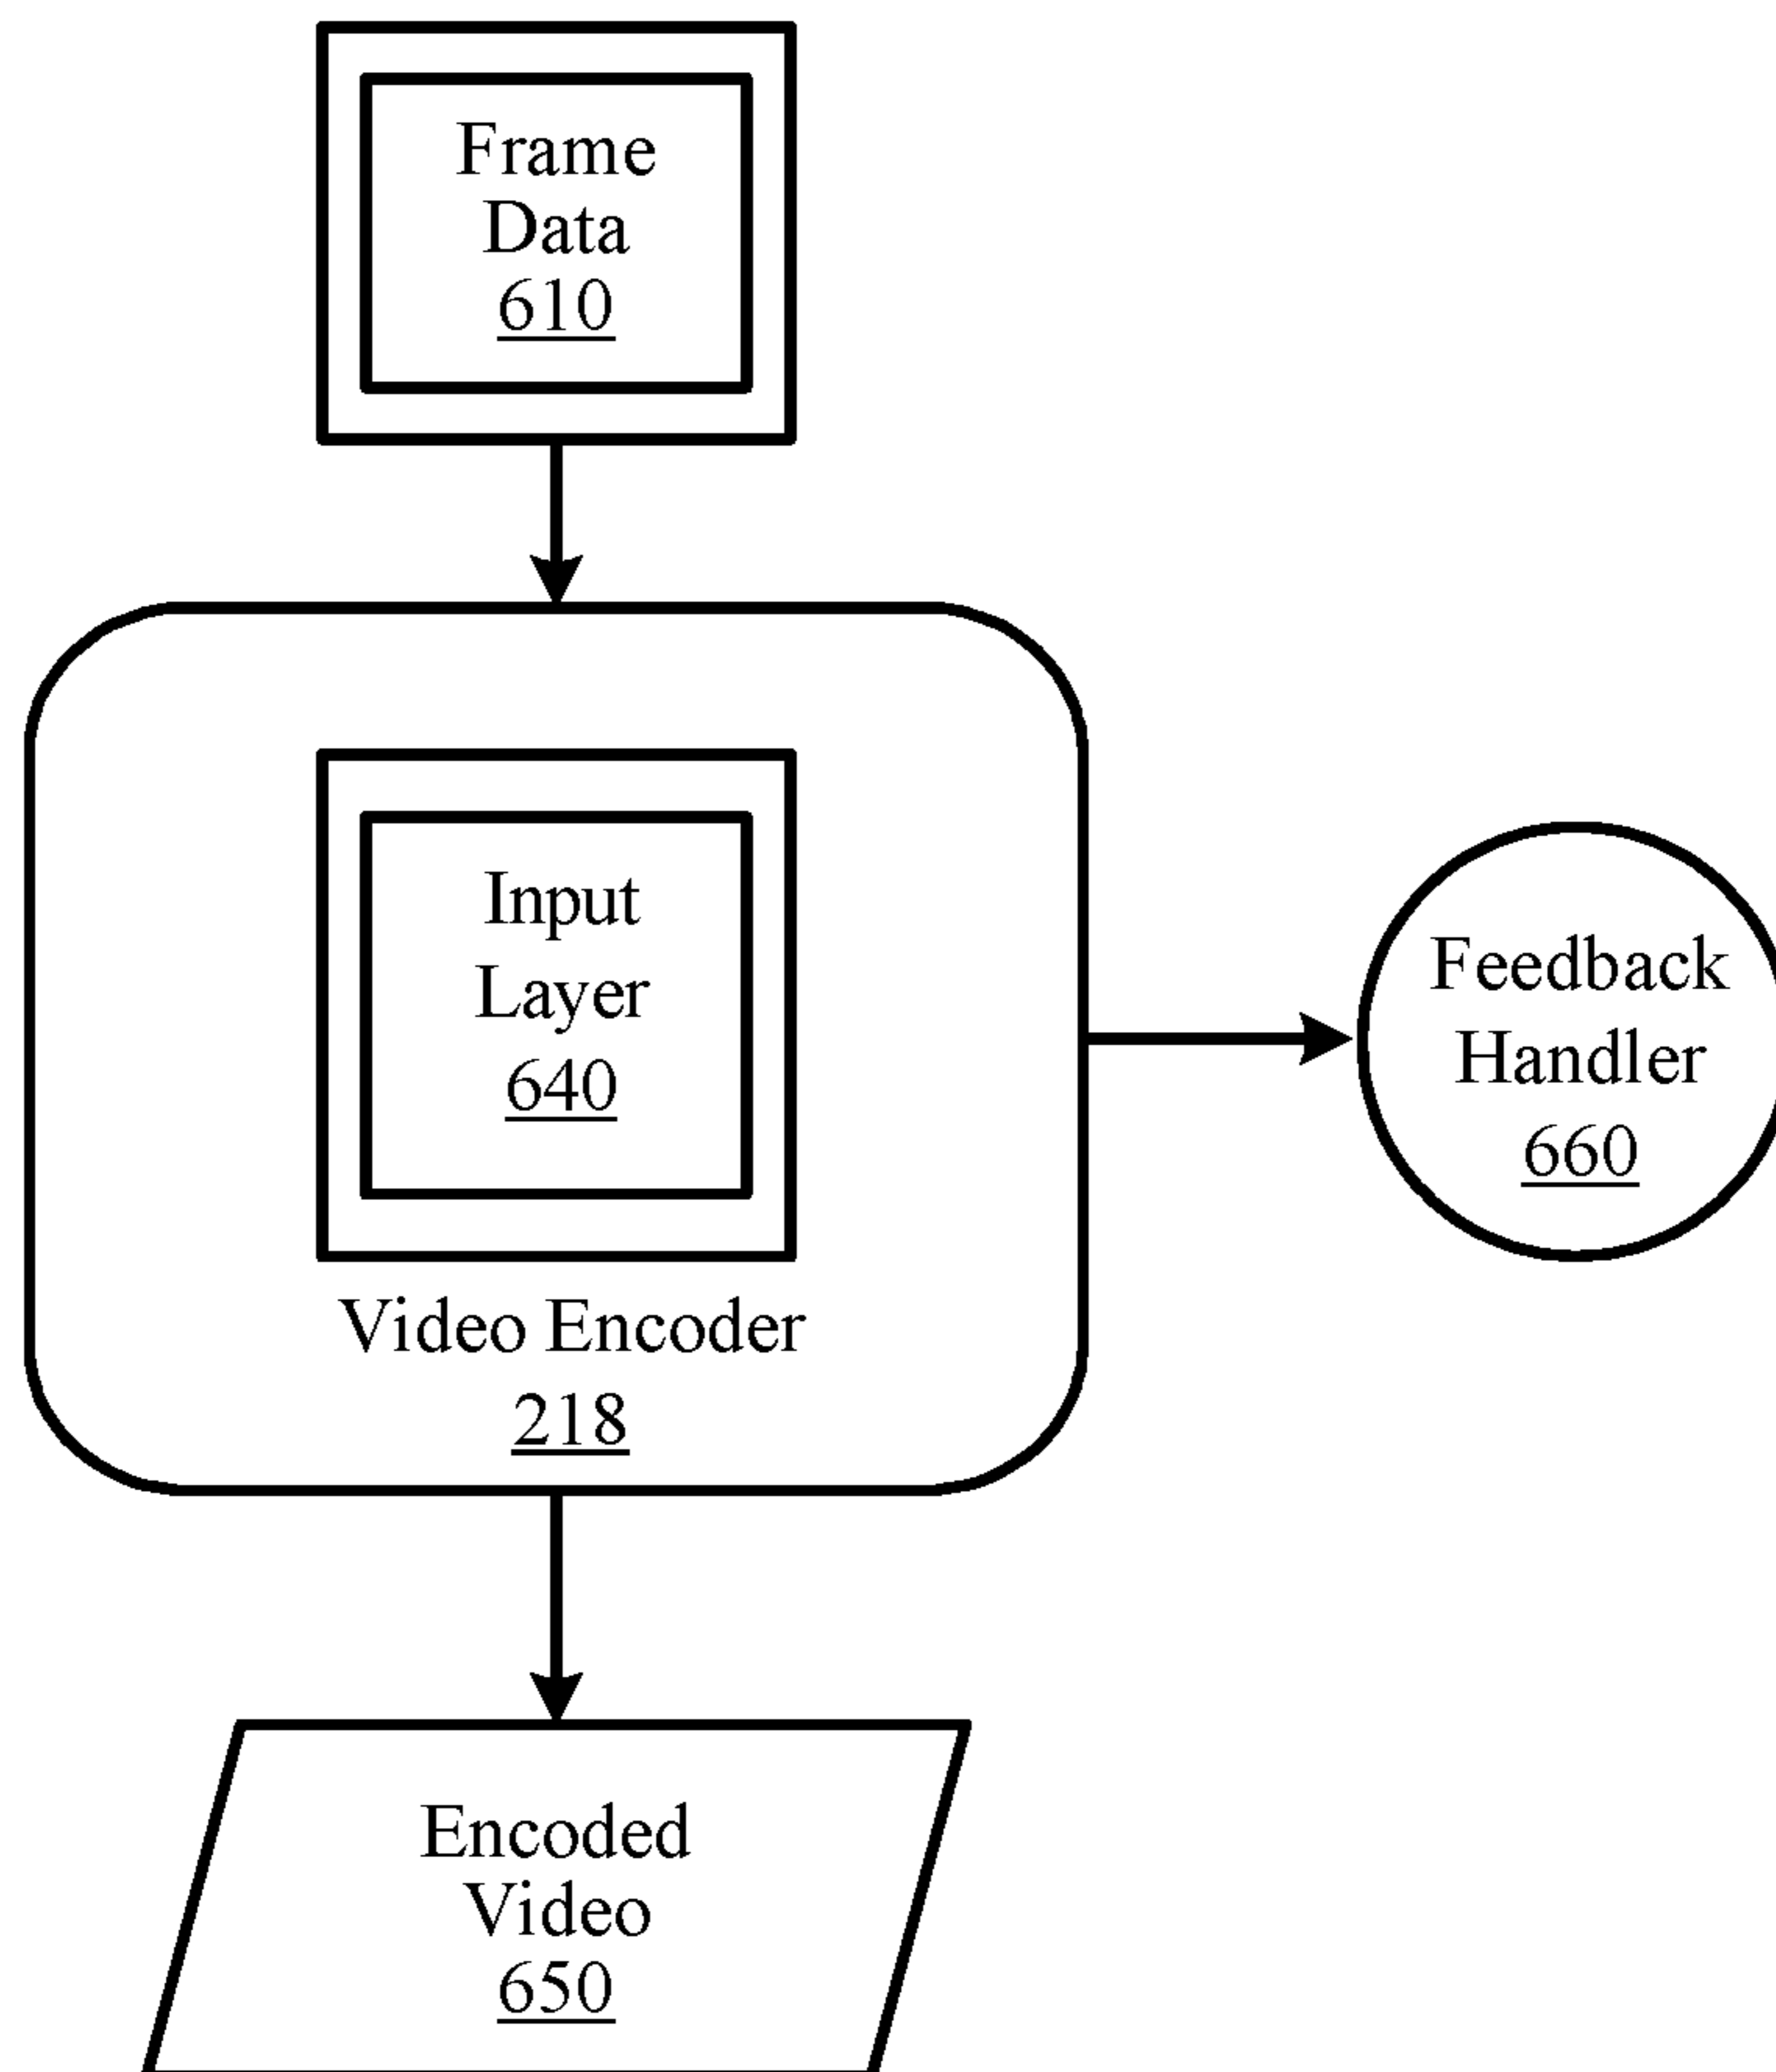 Frame
Data
610
Input
Layer
640
Video Encoder
218
Feedback
Handler
660
Encoded
Video
650